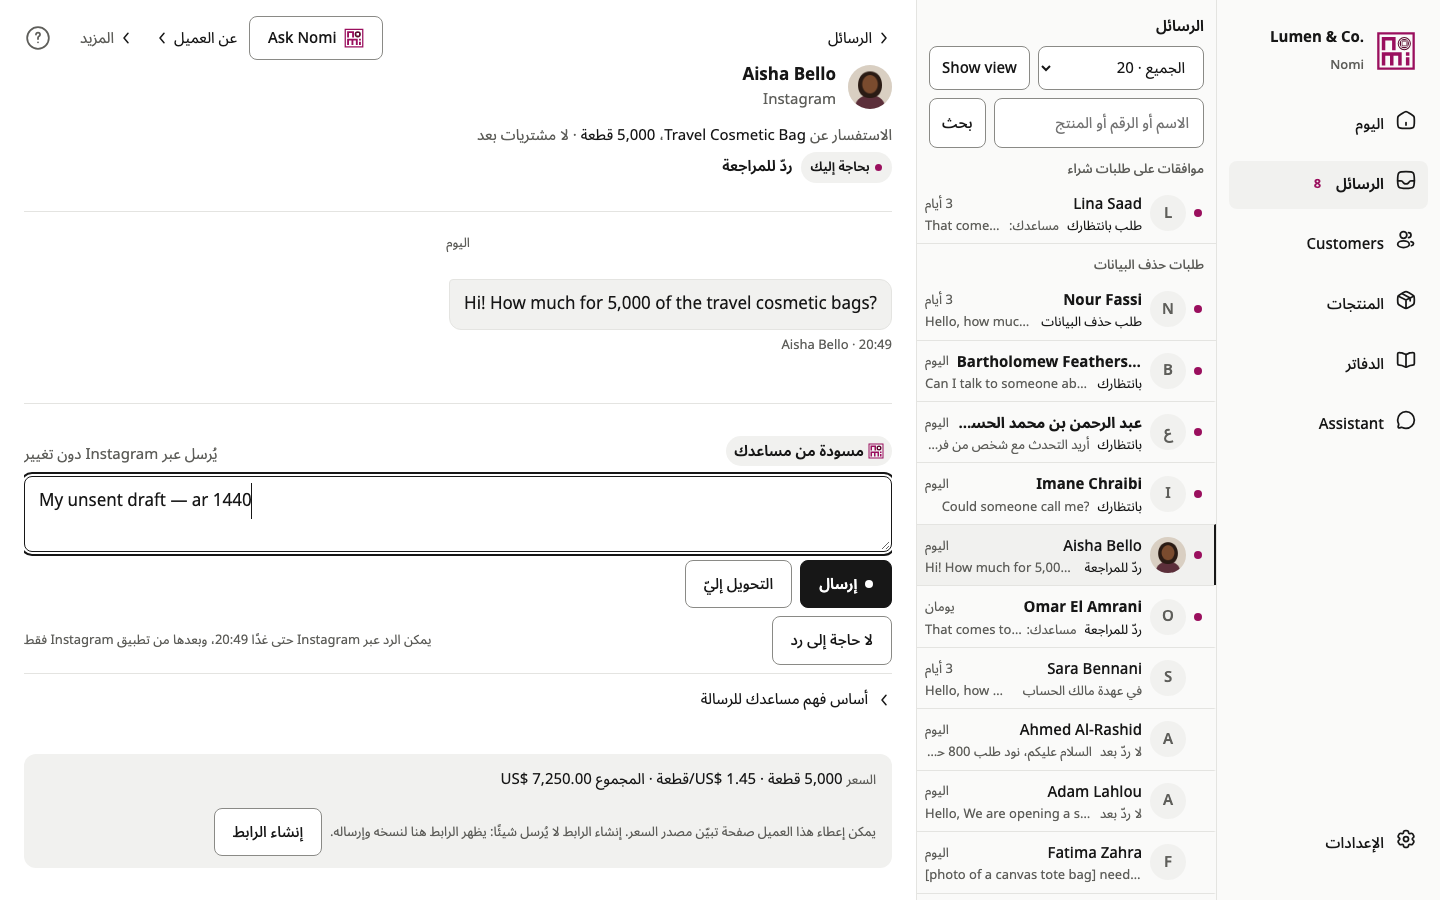 Lumen & Co.
Nomi
اليوم
الرسائل 8
Customers
المنتجات
الدفاتر
Assistant
الإعدادات
الرسائل
الجميع · 20
Show view
الاسم أو الرقم أو المنتج
بحث
موافقات على طلبات شراء
L
Lina Saad 3 أيام
طلب بانتظارك مساعدك: That come...
طلبات حذف البيانات
N
Nour Fassi 3 أيام
طلب حذف البيانات Hello, how muc...
B
Bartholomew Feathers... اليوم
بانتظارك Can I talk to someone ab...
ع
عبد الرحمن بن محمد الحس... اليوم
بانتظارك أريد التحدث مع شخص من فر...
I
Imane Chraibi اليوم
بانتظارك Could someone call me?
Aisha Bello اليوم
ردّ للمراجعة Hi! How much for 5,00...
O
Omar El Amrani يومان
ردّ للمراجعة مساعدك: That comes to...
S
Sara Bennani 3 أيام
في عهدة مالك الحساب Hello, how ...
A
Ahmed Al-Rashid اليوم
لا ردّ بعد السلام عليكم، نود طلب 800 حـ...
A
Adam Lahlou اليوم
لا ردّ بعد Hello, We are opening a s...
F
Fatima Zahra اليوم
[photo of a canvas tote bag] need...
الرسائل
Ask Nomi
عن العميل
المزيد
?
Aisha Bello
Instagram
الاستفسار عن Travel Cosmetic Bag، 5,000 قطعة · لا مشتريات بعد
بحاجة إليك ردّ للمراجعة
اليوم
Hi! How much for 5,000 of the travel cosmetic bags?
Aisha Bello · 20:49
مسودة من مساعدك
يُرسل عبر Instagram دون تغيير
My unsent draft — ar 1440
إرسال
التحويل إليّ
لا حاجة إلى رد
يمكن الرد عبر Instagram حتى غدًا 20:49، وبعدها من تطبيق Instagram فقط
أساس فهم مساعدك للرسالة
السعر 5,000 قطعة · US$ 1.45/قطعة · المجموع US$ 7,250.00
يمكن إعطاء هذا العميل صفحة تبيّن مصدر السعر. إنشاء الرابط لا يُرسل شيئًا: يظهر الرابط هنا لنسخه وإرساله.
إنشاء الرابط